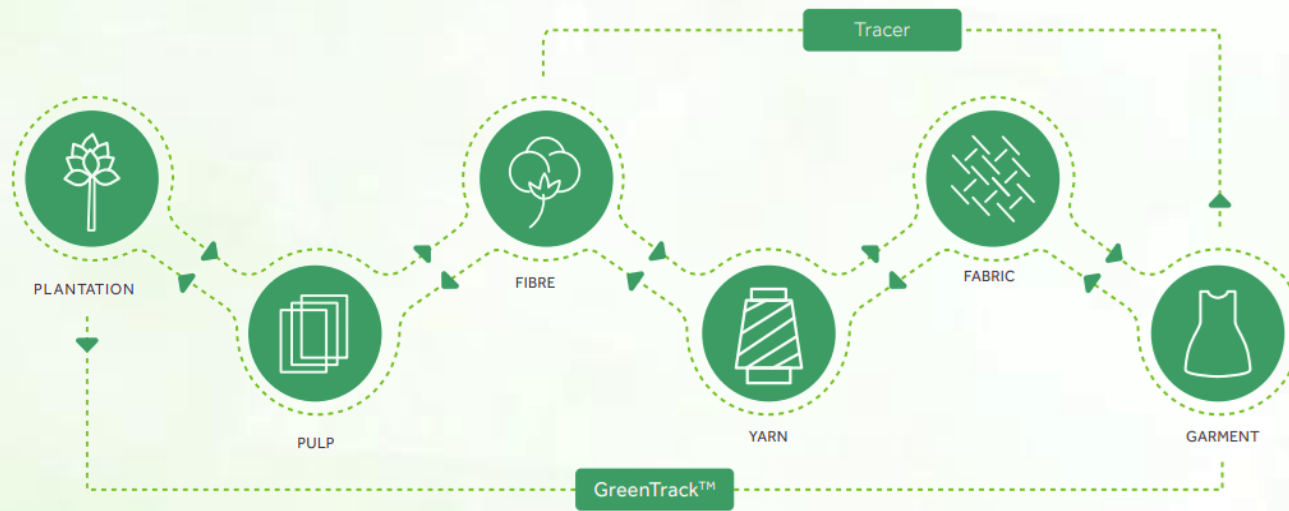 Tracer
PLANTATION
PULP
FIBRE
YARN
FABRIC
GARMENT
GreenTrack™